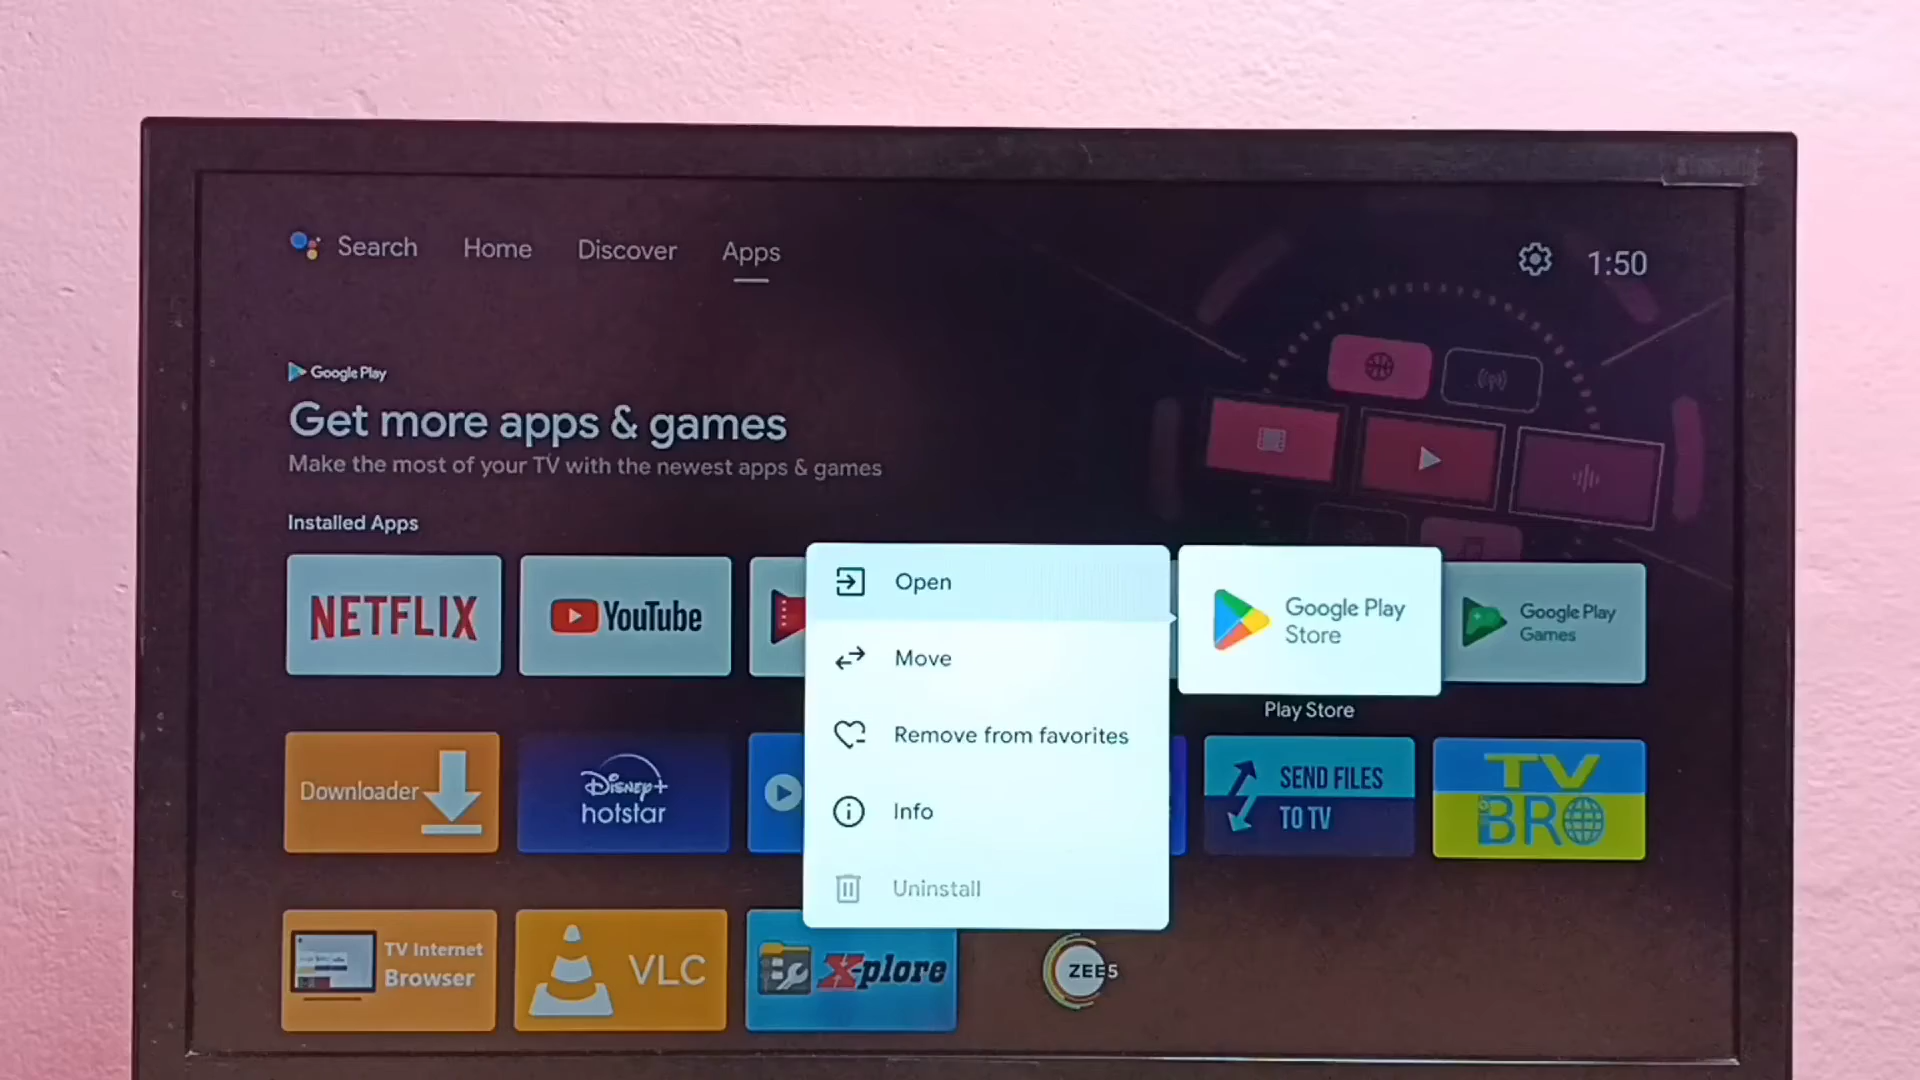 Search Home Discover Apps
1:50
Google Play
Get more apps & games
Make the most of your TV with the newest apps & games
Installed Apps
NETFLIX
YouTube
Open
Move
Remove from favorites
Info
Uninstall
Google Play
Store
Play Store
Google Play
Games
Downloader
Disney+
hotstar
SEND FILES
TO TV
TV
BRO
TV Internet
Browser
VLC
X-plore
ZEE5